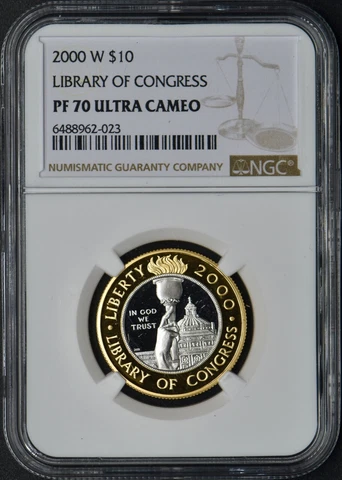 2000 W $10
LIBRARY OF CONGRESS
PF 70 ULTRA CAMEO
6488962-023
NUMISMATIC GUARANTY COMPANY
NGC®
LIBERTY 2000
IN GOD
WE
TRUST
LIBRARY OF CONGRESS